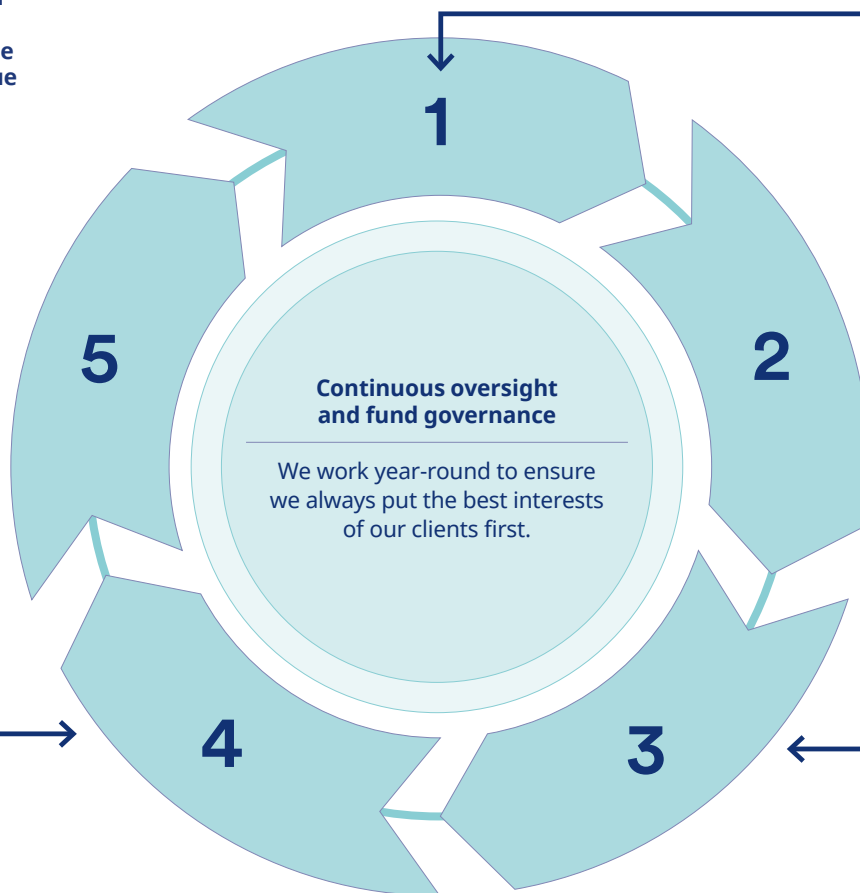 1
2
5
Continuous oversight
and fund governance
We work year-round to ensure
we always put the best interests
of our clients first.
4
3